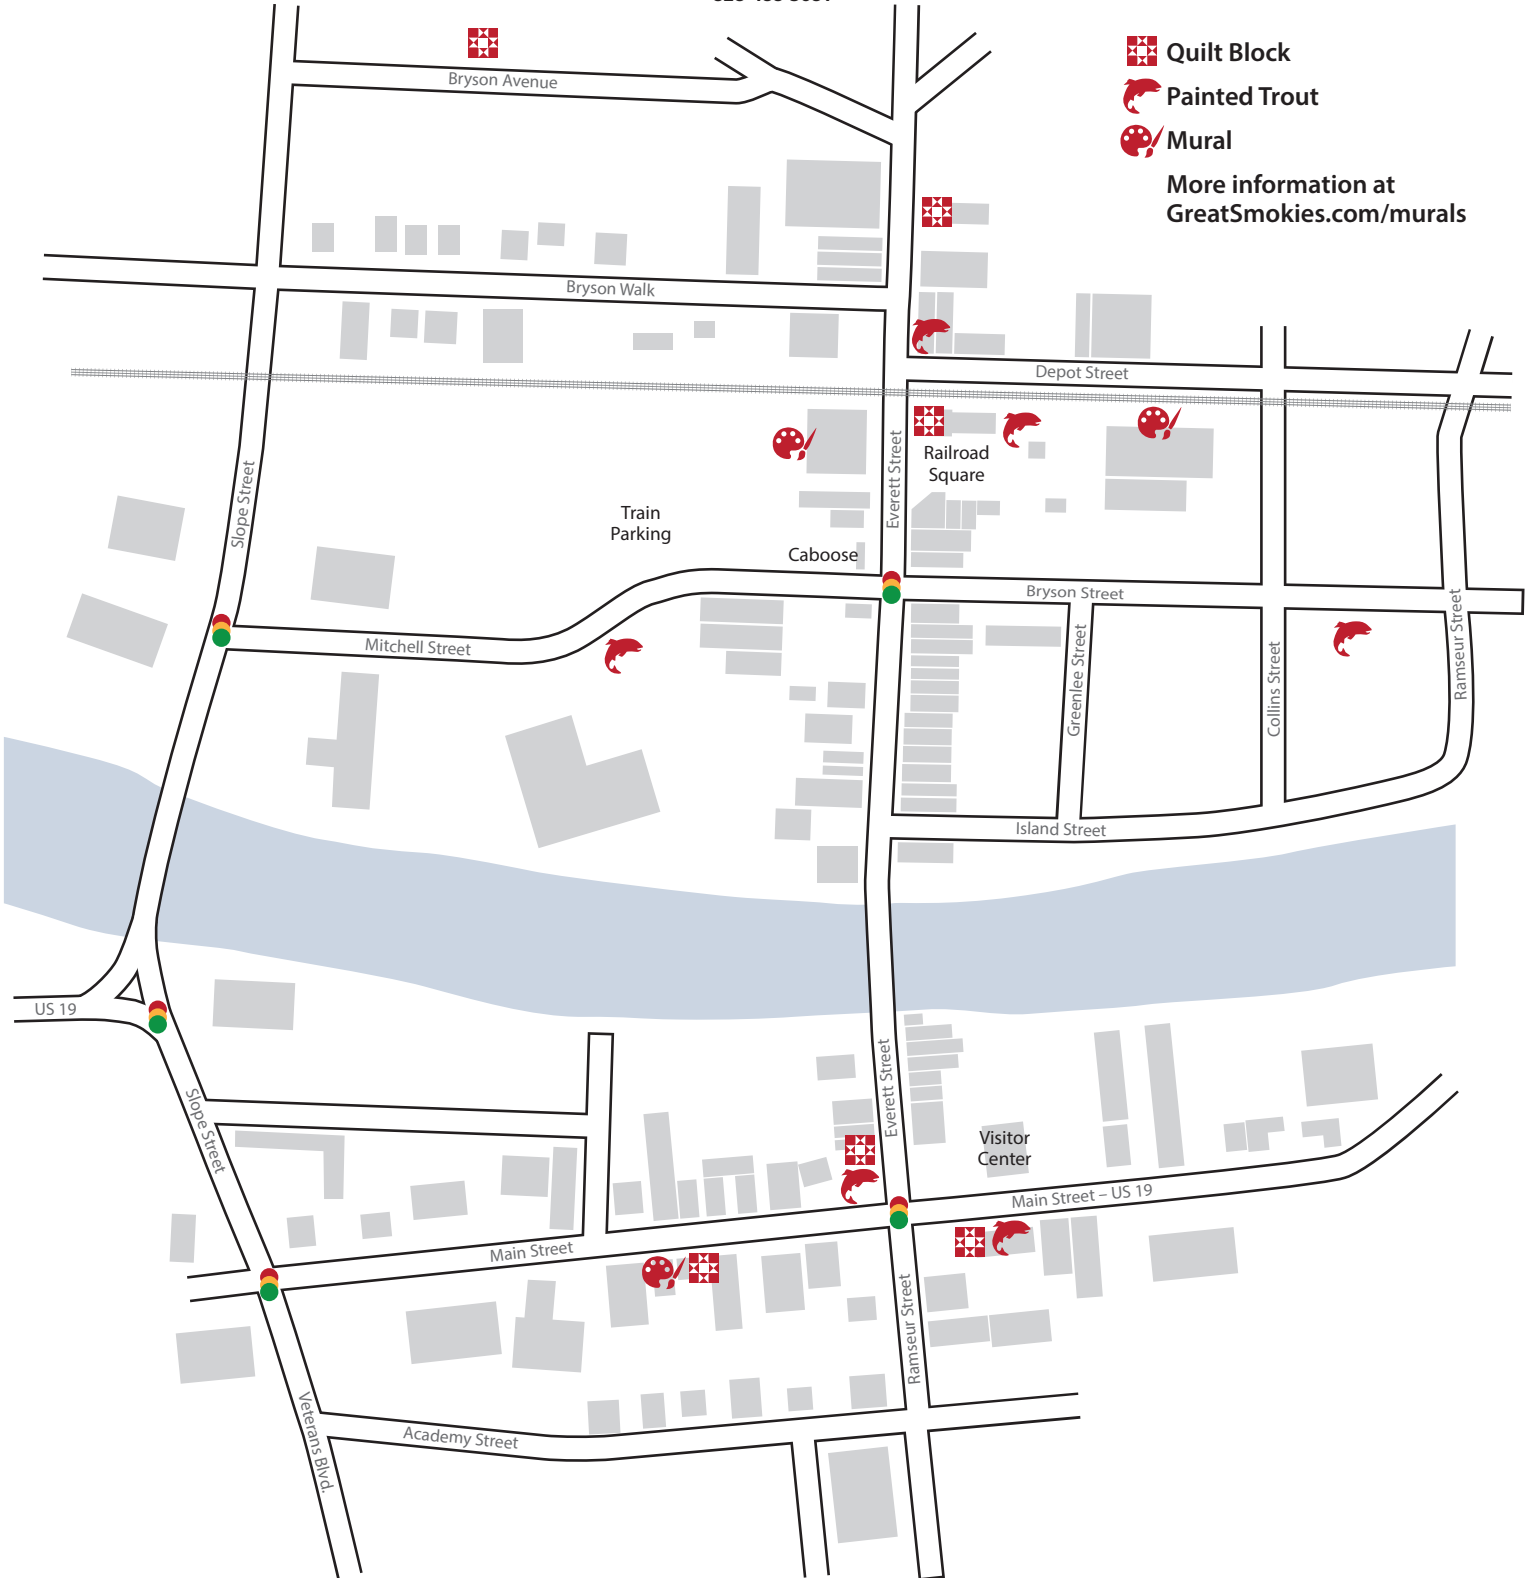 Quilt Block
Painted Trout
Mural
More information at
GreatSmokies.com/murals
Bryson Avenue
Bryson Walk
Depot Street
Everett Street
Railroad
Square
Slope Street
Train
Parking
Caboose
Bryson Street
Mitchell Street
Greenlee Street
Collins Street
Ramseur Street
Island Street
US 19
Everett Street
Slope Street
Visitor
Center
Main Street – US 19
Main Street
Ramseur Street
Veterans Blvd.
Academy Street